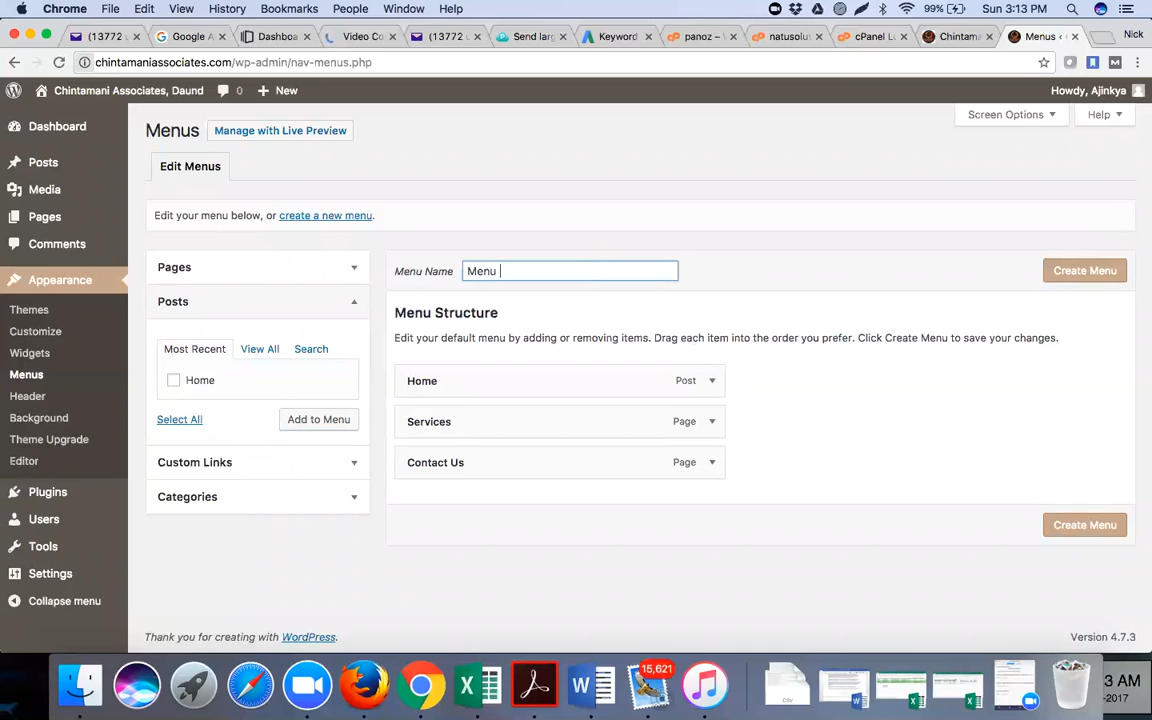 Chrome File Edit View History Bookmarks People Window Help 99% Sun 3:13 PM
(13772 Google A Dashboa Video Co (13772 Send larg Keyword panoz – W natusolut cPanel Lo Chintama Menus ‹ Nick
chintamaniassociates.com/wp-admin/nav-menus.php
Chintamani Associates, Daund 0 New Howdy, Ajinkya
Screen Options Help
Menus Manage with Live Preview
Edit Menus
Edit your menu below, or create a new menu.
Dashboard
Posts
Media
Pages
Comments
Appearance
Themes
Customize
Widgets
Menus
Header
Background
Theme Upgrade
Editor
Plugins
Users
Tools
Settings
Collapse menu
Pages
Posts
Most Recent View All Search
Home
Select All Add to Menu
Custom Links
Categories
Menu Name Menu Create Menu
Menu Structure
Edit your default menu by adding or removing items. Drag each item into the order you prefer. Click Create Menu to save your changes.
Home Post
Services Page
Contact Us Page
Create Menu
Thank you for creating with WordPress. Version 4.7.3
15,621
CSV
3 AM
-2017